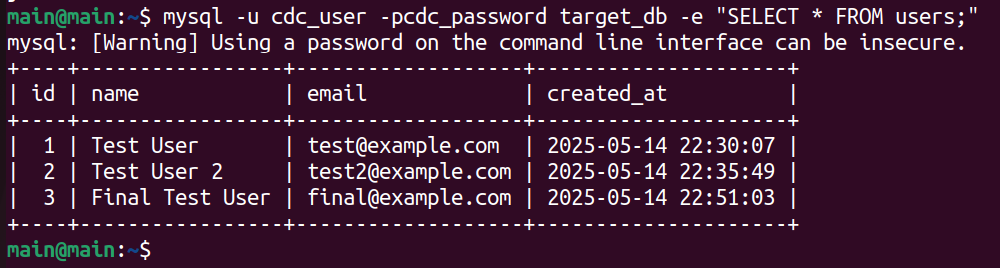 main@main:~$ mysql -u cdc_user -pcdc_password target_db -e "SELECT * FROM users;"
mysql: [Warning] Using a password on the command line interface can be insecure.
+----+-----------------+-------------------+---------------------+
| id | name            | email             | created_at          |
+----+-----------------+-------------------+---------------------+
|  1 | Test User       | test@example.com  | 2025-05-14 22:30:07 |
|  2 | Test User 2     | test2@example.com | 2025-05-14 22:35:49 |
|  3 | Final Test User | final@example.com | 2025-05-14 22:51:03 |
+----+-----------------+-------------------+---------------------+
main@main:~$